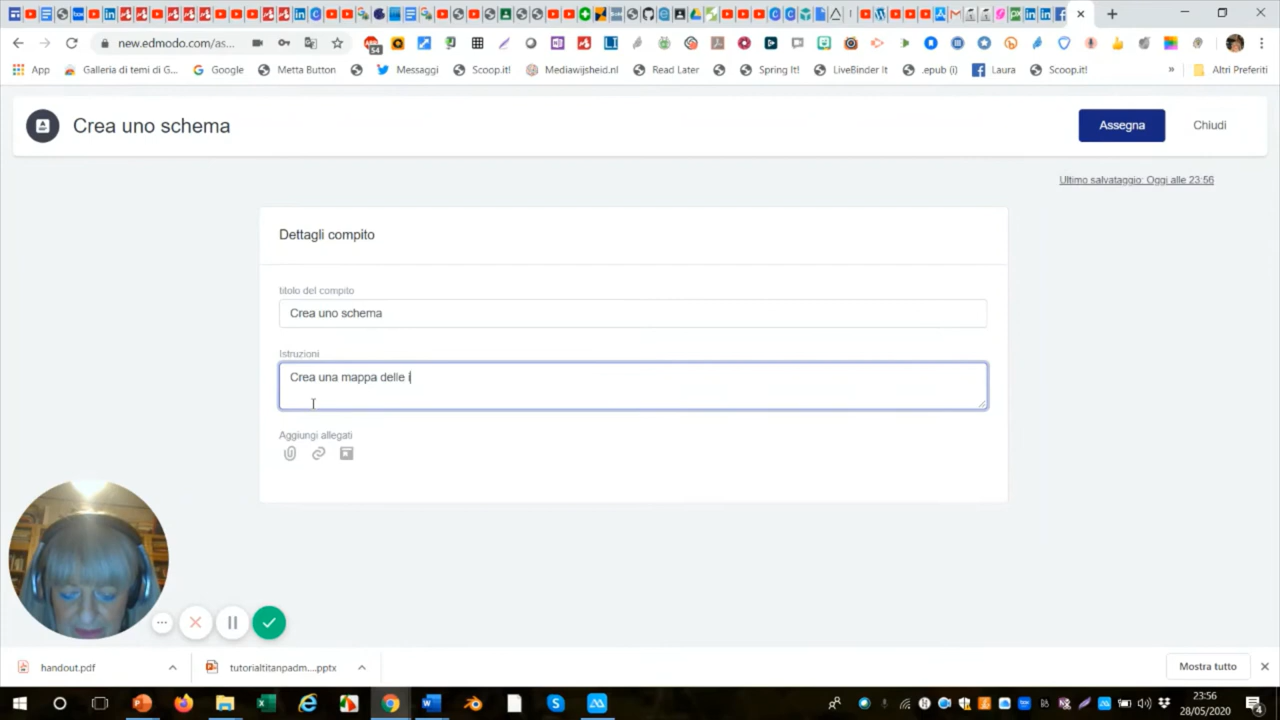 new.edmodo.com/as...
54
App
Galleria di temi di G...
Google
Metta Button
Messaggi
Scoop.it!
Mediawijsheid.nl
Read Later
Spring It!
LiveBinder It
.epub (i)
Laura
Scoop.it!
»
Altri Preferiti
Crea uno schema
Assegna
Chiudi
Ultimo salvataggio: Oggi alle 23:56
Dettagli compito
titolo del compito
Crea uno schema
Istruzioni
Crea una mappa delle i
Aggiungi allegati
handout.pdf
tutorialtitanpadm....pptx
Mostra tutto
23:56
28/05/2020
4